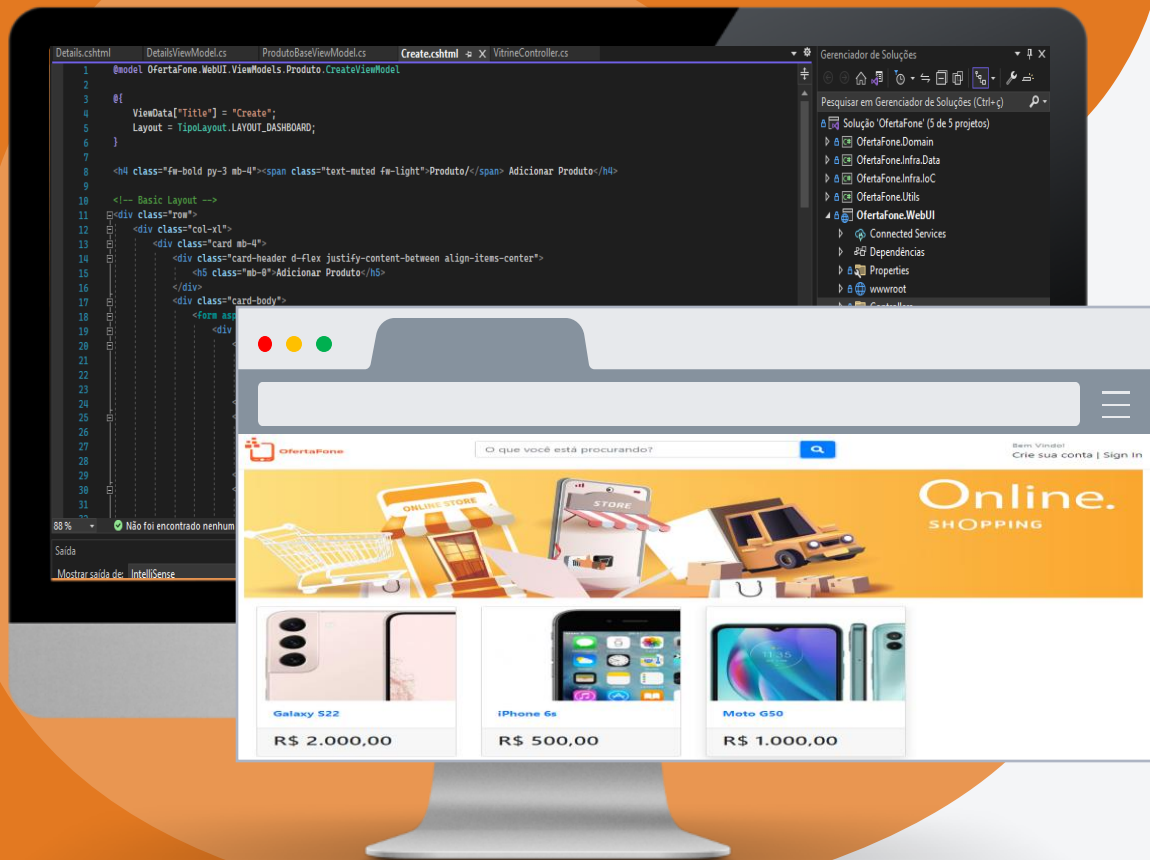 Details.cshtml DetailsViewModel.cs ProdutoBaseViewModel.cs Create.cshtml VitrineController.cs
1 @model OfertaFone.WebUI.ViewModels.Produto.CreateViewModel
2
3 @{
4 ViewData["Title"] = "Create";
5 Layout = TipoLayout.LAYOUT_DASHBOARD;
6 }
7
8 <h4 class="fw-bold py-3 mb-4"><span class="text-muted fw-light">Produto/</span> Adicionar Produto</h4>
9
10 <!-- Basic Layout -->
11 <div class="row">
12 <div class="col-xl">
13 <div class="card mb-4">
14 <div class="card-header d-flex justify-content-between align-items-center">
15 <h5 class="mb-0">Adicionar Produto</h5>
16 </div>
17 <div class="card-body">
18 <form asp
19 <div
20
21
22
23
24
25
26
27
28
29
30
31
88 % Não foi encontrado nenhum
Saída
Mostrar saída de: IntelliSense
Gerenciador de Soluções
Pesquisar em Gerenciador de Soluções (Ctrl+ç)
Solução 'OfertaFone' (5 de 5 projetos)
OfertaFone.Domain
OfertaFone.Infra.Data
OfertaFone.Infra.IoC
OfertaFone.Utils
OfertaFone.WebUI
Connected Services
Dependências
Properties
wwwroot
OfertaFone
O que você está procurando?
Bem Vindo!
Crie sua conta | Sign In
ONLINE STORE
STORE
Online.
SHOPPING
Galaxy S22
R$ 2.000,00
iPhone 6s
R$ 500,00
11:35
Moto G50
R$ 1.000,00